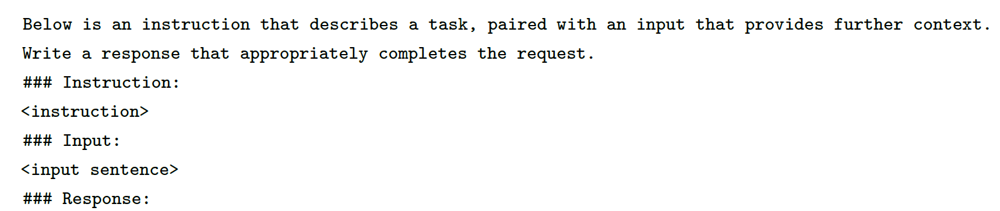 Below is an instruction that describes a task, paired with an input that provides further context.
Write a response that appropriately completes the request.
### Instruction:
<instruction>
### Input:
<input sentence>
### Response: